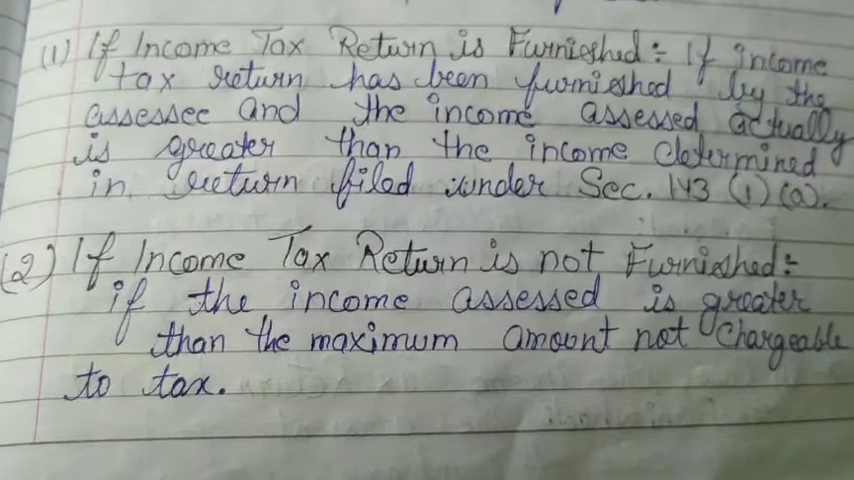 (1) If Income Tax Return is Furnished :- If income
tax return has been furnished by the
assessee and the income assessed actually
is greater than the income determined
in return filed under Sec. 143 (1) (a).
(2) If Income Tax Return is not Furnished :-
if the income assessed is greater
than the maximum amount not chargeable
to tax.